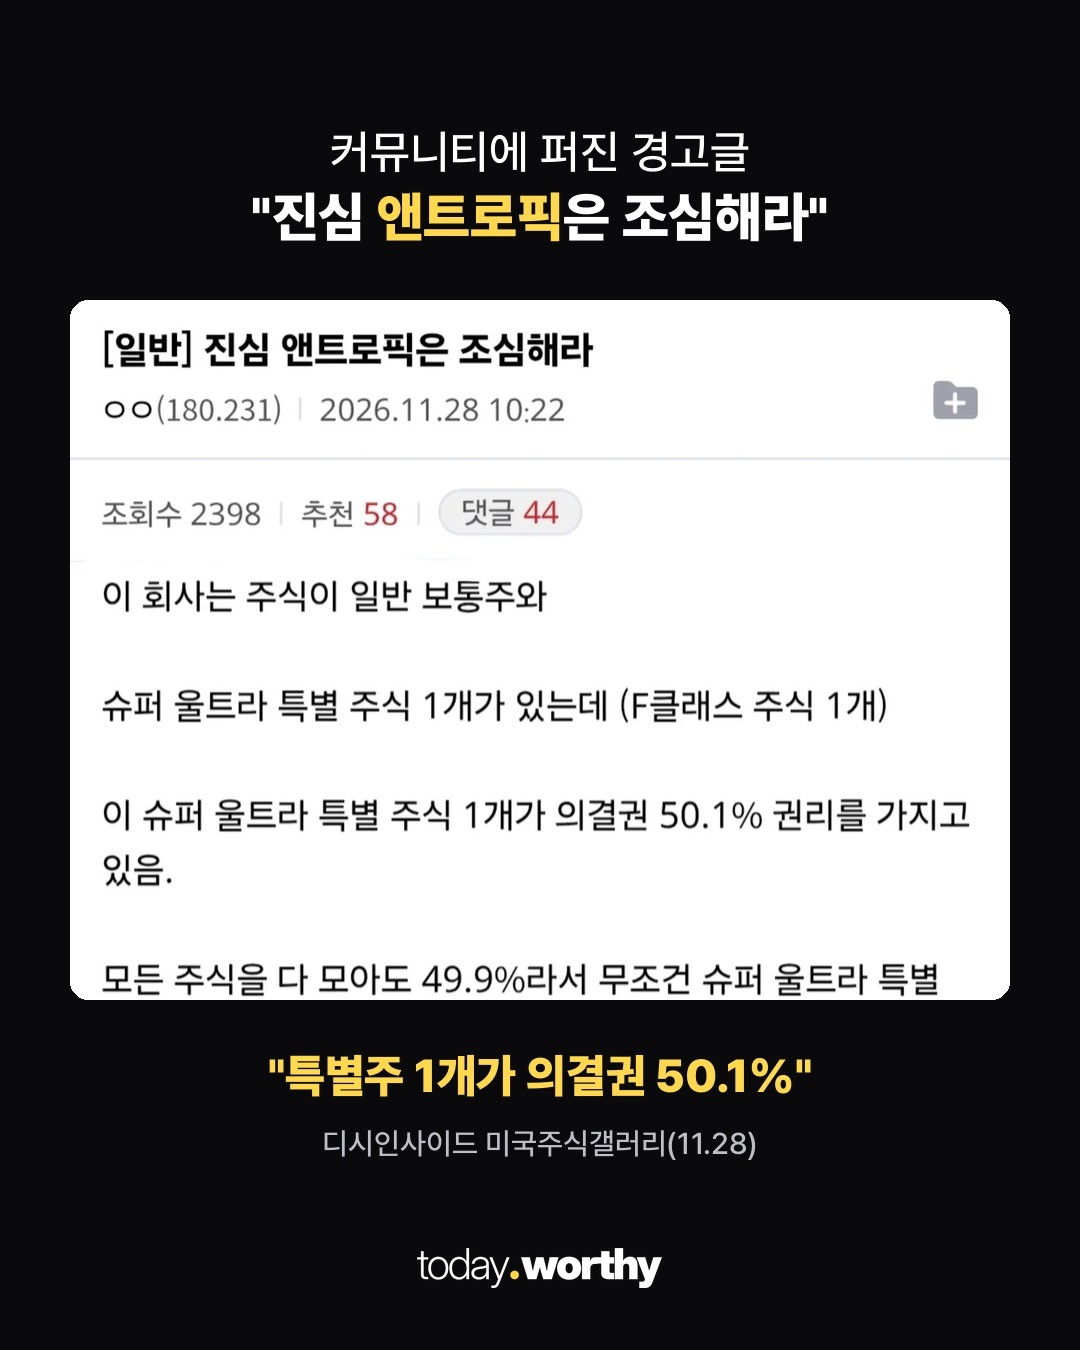 커뮤니티에 퍼진 경고글
"진심 앤트로픽은 조심해라"
[일반] 진심 앤트로픽은 조심해라
ㅇㅇ(180.231) | 2026.11.28 10:22
조회수 2398 | 추천 58 | 댓글 44
이 회사는 주식이 일반 보통주와
슈퍼 울트라 특별 주식 1개가 있는데 (F클래스 주식 1개)
이 슈퍼 울트라 특별 주식 1개가 의결권 50.1% 권리를 가지고
있음.
모든 주식을 다 모아도 49.9%라서 무조건 슈퍼 울트라 특별
"특별주 1개가 의결권 50.1%"
디시인사이드 미국주식갤러리(11.28)
today.worthy